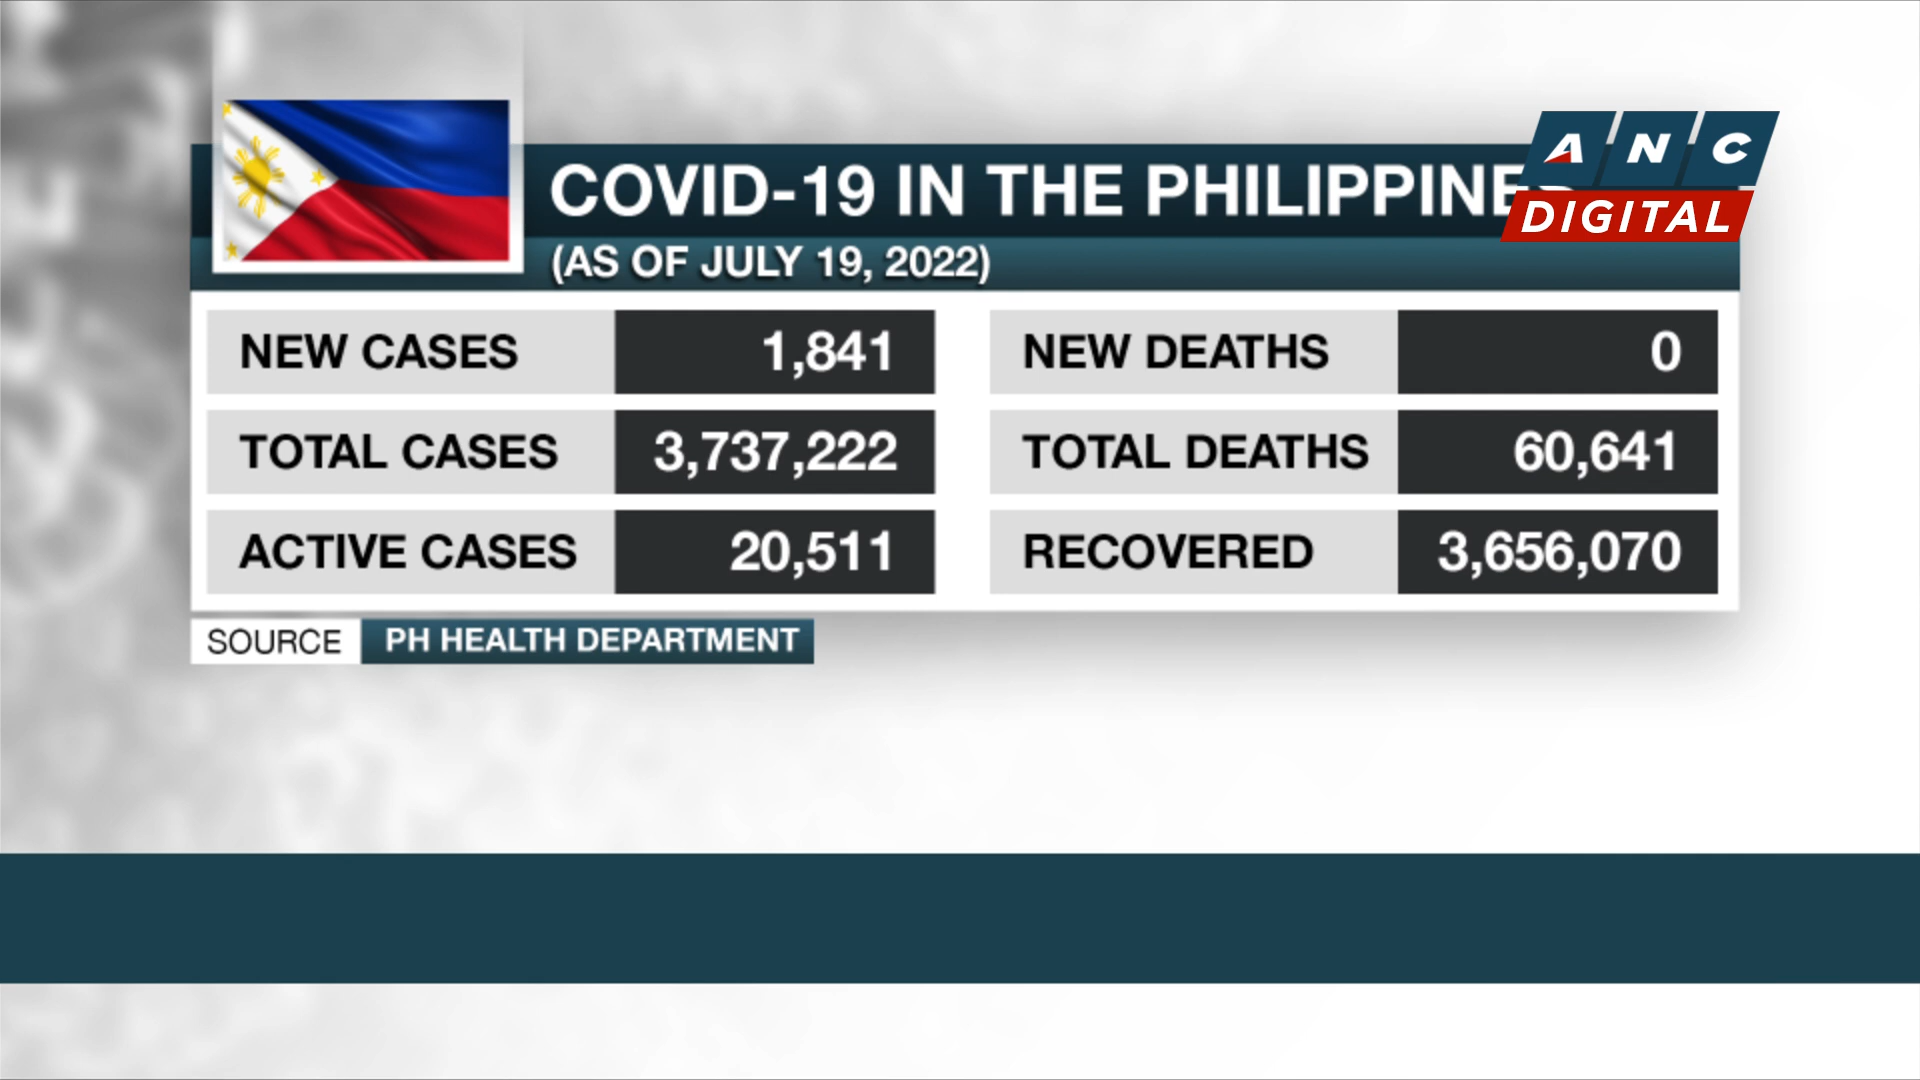 A N C
DIGITAL
COVID-19 IN THE PHILIPPINES
(AS OF JULY 19, 2022)
NEW CASES 1,841
TOTAL CASES 3,737,222
ACTIVE CASES 20,511
NEW DEATHS 0
TOTAL DEATHS 60,641
RECOVERED 3,656,070
SOURCE PH HEALTH DEPARTMENT